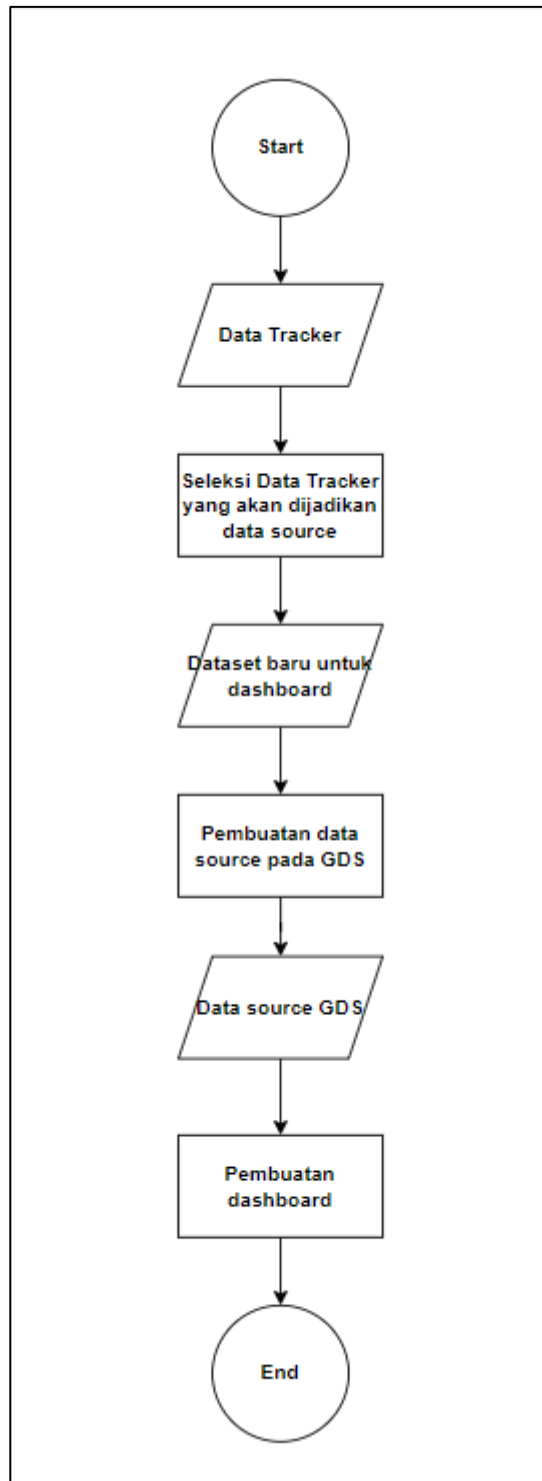 Start
Data Tracker
Seleksi Data Tracker
yang akan dijadikan
data source
Dataset baru untuk
dashboard
Pembuatan data
source pada GDS
Data source GDS
Pembuatan
dashboard
End